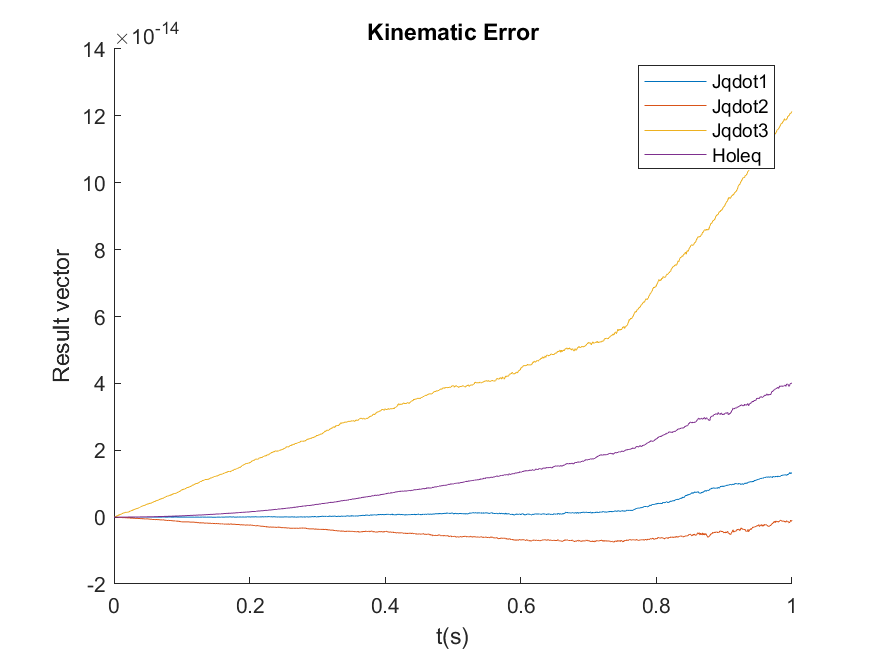 Kinematic Error
×10-14
14
12
10
8
6
4
2
0
-2
Result vector
Jqdot1
Jqdot2
Jqdot3
Holeq
0
0.2
0.4
0.6
0.8
1
t(s)